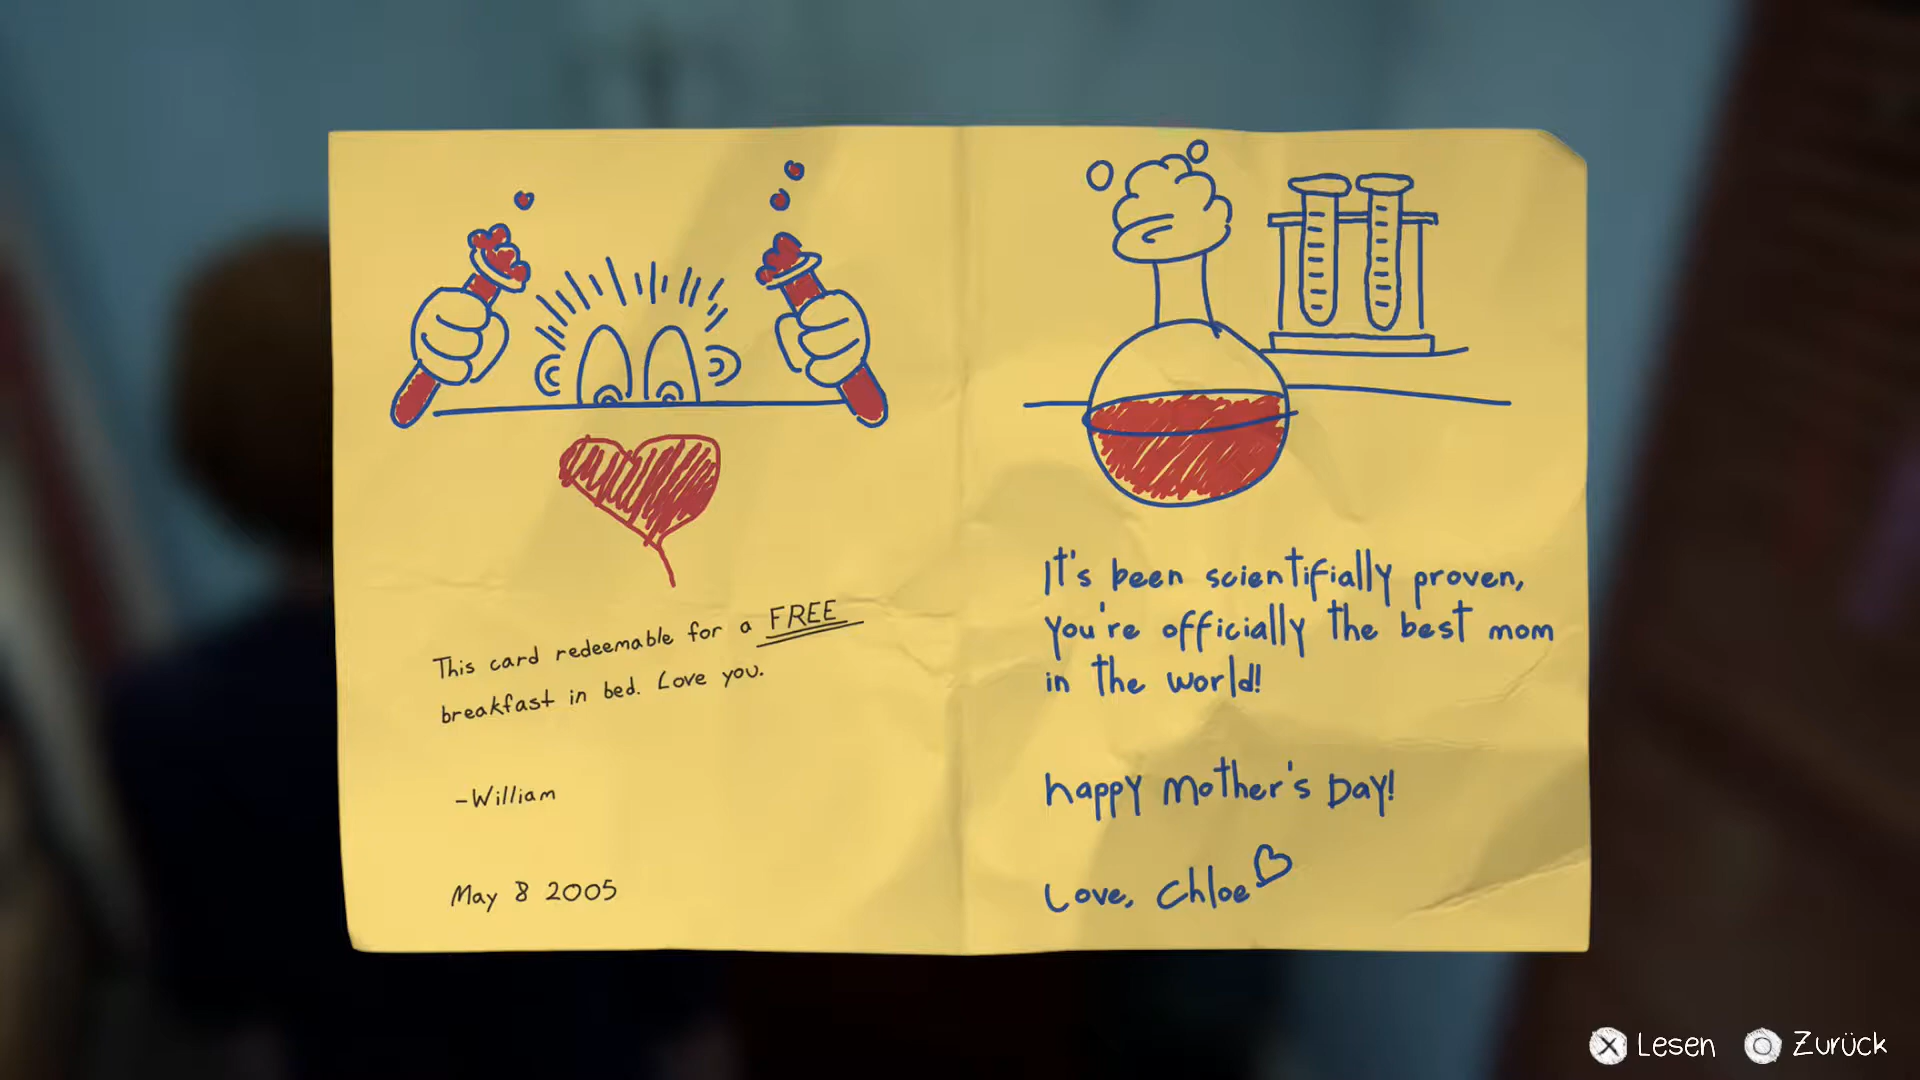 This card redeemable for a FREE
breakfast in bed. Love you.
-William
May 8 2005
It's been scientifially proven,
you're officially the best mom
in the world!
happy Mother's Day!
Love, Chloe
Lesen
Zurück